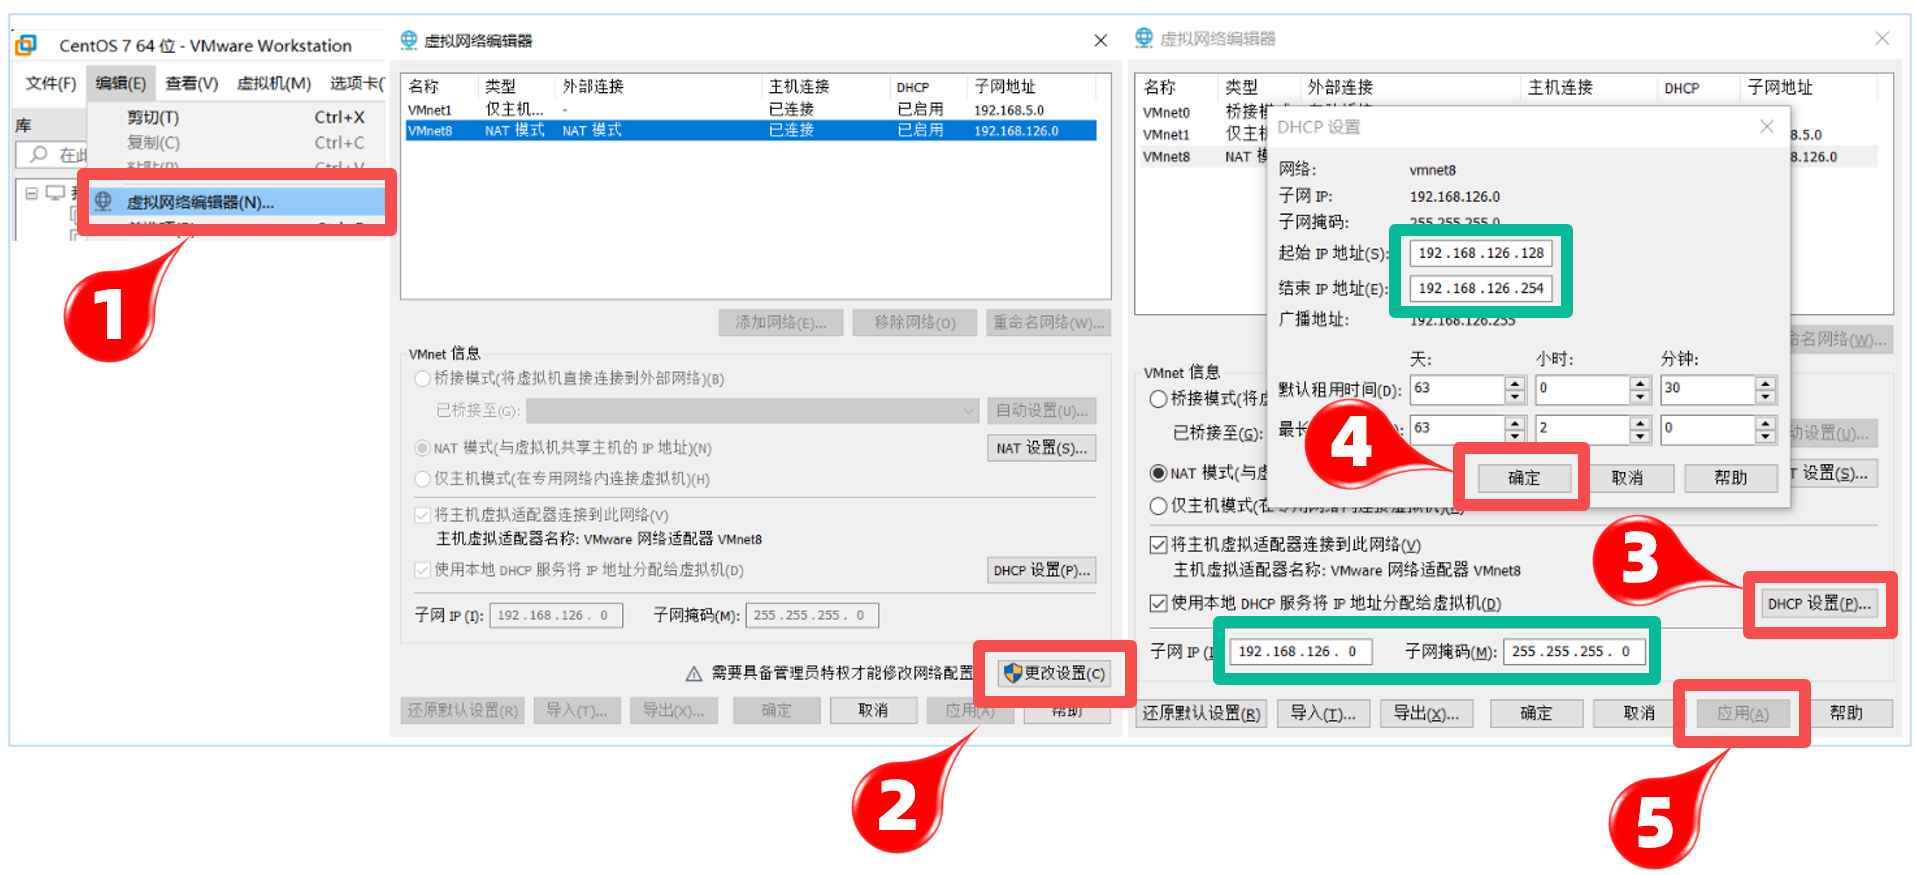 CentOS 7 64 位 - VMware Workstation
文件(F) 编辑(E) 查看(V) 虚拟机(M) 选项卡(
剪切(T) Ctrl+X
复制(C) Ctrl+C
粘贴(P) Ctrl+V
库
在此
虚拟网络编辑器(N)...
1
虚拟网络编辑器
名称 类型 外部连接 主机连接 DHCP 子网地址
VMnet1 仅主机... - 已连接 已启用 192.168.5.0
VMnet8 NAT 模式 NAT 模式 已连接 已启用 192.168.126.0
添加网络(E)... 移除网络(O) 重命名网络(W)...
VMnet 信息
桥接模式(将虚拟机直接连接到外部网络)(B)
已桥接至(G): 自动设置(U)...
NAT 模式(与虚拟机共享主机的 IP 地址)(N) NAT 设置(S)...
仅主机模式(在专用网络内连接虚拟机)(H)
将主机虚拟适配器连接到此网络(V)
主机虚拟适配器名称: VMware 网络适配器 VMnet8
使用本地 DHCP 服务将 IP 地址分配给虚拟机(D) DHCP 设置(P)...
子网 IP (I): 192.168.126. 0 子网掩码(M): 255.255.255. 0
需要具备管理员特权才能修改网络配置 更改设置(C)
还原默认设置(R) 导入(T)... 导出(X)... 确定 取消 应用(A) 帮助
2
虚拟网络编辑器
名称 类型 外部连接 主机连接 DHCP 子网地址
VMnet0 桥接模
VMnet1 仅主机 8.5.0
VMnet8 NAT 模 8.126.0
命名网络(W)...
VMnet 信息
桥接模式(将虚
已桥接至(G): 动设置(U)...
NAT 模式(与虚 T 设置(S)...
仅主机模式(在专用网络内连接虚拟机)(H)
将主机虚拟适配器连接到此网络(V)
主机虚拟适配器名称: VMware 网络适配器 VMnet8
使用本地 DHCP 服务将 IP 地址分配给虚拟机(D) DHCP 设置(P)...
子网 IP (I 192.168.126. 0 子网掩码(M): 255.255.255. 0
还原默认设置(R) 导入(T)... 导出(X)... 确定 取消 应用(A) 帮助
DHCP 设置
网络: vmnet8
子网 IP: 192.168.126.0
子网掩码: 255.255.255.0
起始 IP 地址(S): 192.168.126.128
结束 IP 地址(E): 192.168.126.254
广播地址: 192.168.126.255
天: 小时: 分钟:
默认租用时间(D): 63 0 30
最长 ): 63 2 0
确定 取消 帮助
4
3
5